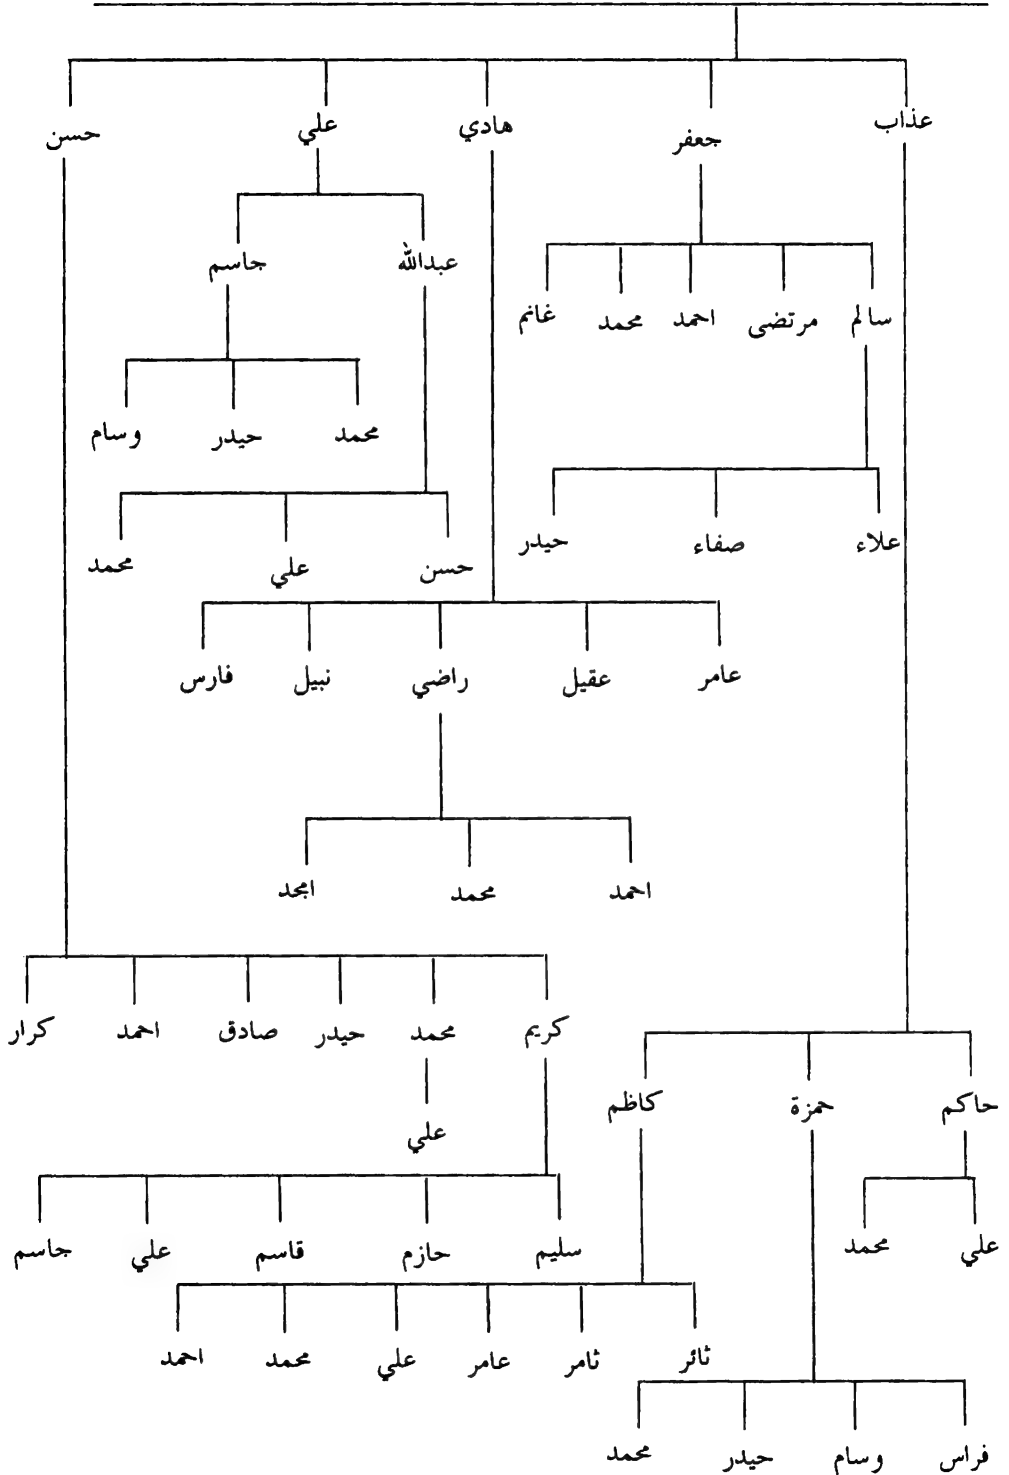 عذاب جعفر هادي علي حسن
عبدالله جاسم
سالم مرتضى احمد محمد غانم
محمد حيدر وسام
علاء صفاء حيدر
حسن علي محمد
عامر عقيل راضي نبيل فارس
احمد محمد امجد
كريم محمد حيدر صادق احمد كرار
حاكم حمزة كاظم
علي
علي محمد
سليم حازم قاسم علي جاسم
ثائر ثامر عامر علي محمد احمد
فراس وسام حيدر محمد